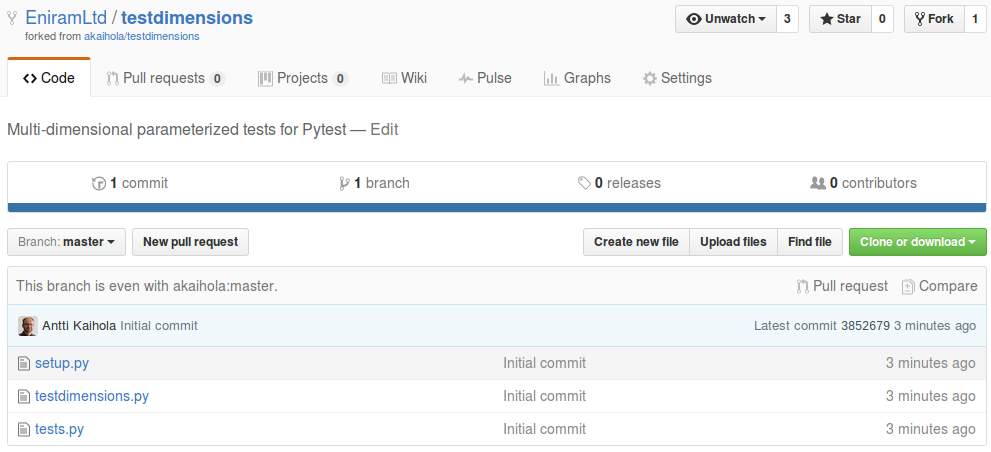 EniramLtd / testdimensions
Unwatch 3 Star 0 Fork 1
forked from akaihola/testdimensions
Code Pull requests 0 Projects 0 Wiki Pulse Graphs Settings
Multi-dimensional parameterized tests for Pytest — Edit
1 commit 1 branch 0 releases 0 contributors
Branch: master New pull request Create new file Upload files Find file Clone or download
This branch is even with akaihola:master. Pull request Compare
Antti Kaihola Initial commit Latest commit 3852679 3 minutes ago
setup.py Initial commit 3 minutes ago
testdimensions.py Initial commit 3 minutes ago
tests.py Initial commit 3 minutes ago